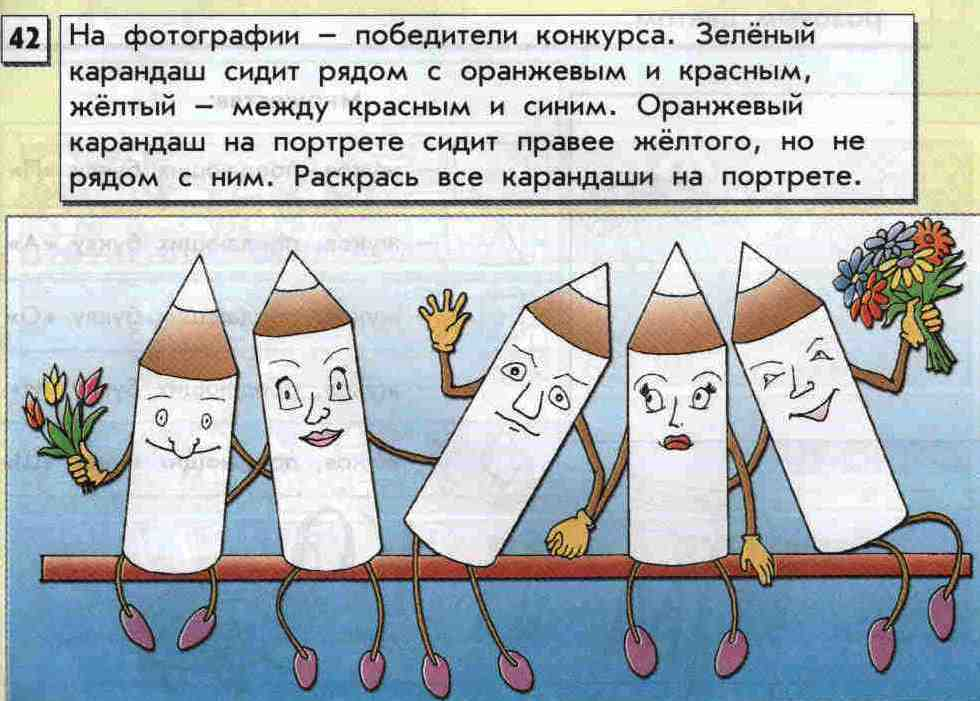 42
На фотографии – победители конкурса. Зелёный
карандаш сидит рядом с оранжевым и красным,
жёлтый – между красным и синим. Оранжевый
карандаш на портрете сидит правее жёлтого, но не
рядом с ним. Раскрась все карандаши на портрете.